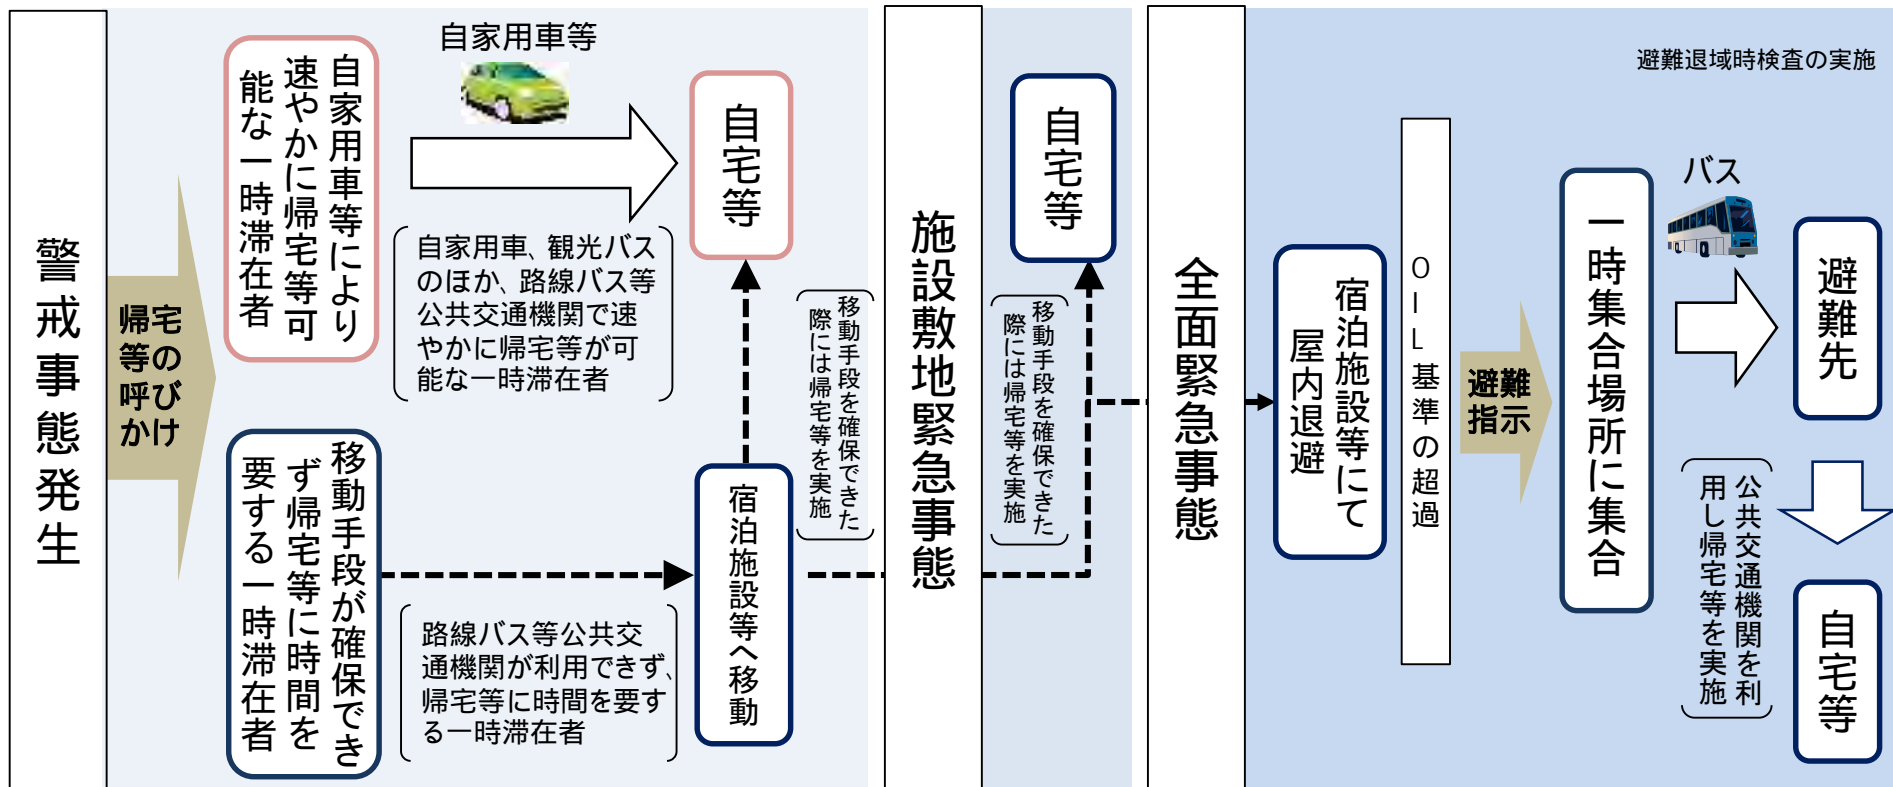 警戒事態発生
帰宅
等の
呼び
かけ
自家用車等により
速やかに帰宅等可
能な一時滞在者
自家用車等
自家用車、観光バス
のほか、路線バス等
公共交通機関で速
やかに帰宅等が可
能な一時滞在者
自宅等
移動手段が確保でき
ず帰宅等に時間を
要する一時滞在者
路線バス等公共交
通機関が利用できず、
帰宅等に時間を要す
る一時滞在者
宿泊施設等へ移動
移動手段を確保できた
際には帰宅等を実施
施設敷地緊急事態
自宅等
移動手段を確保できた
際には帰宅等を実施
全面緊急事態
宿泊施設等にて
屋内退避
OIL基準の超過
避難
指示
一時集合場所に集合
避難退域時検査の実施
バス
避難先
公共交通機関を利
用し帰宅等を実施
自宅等